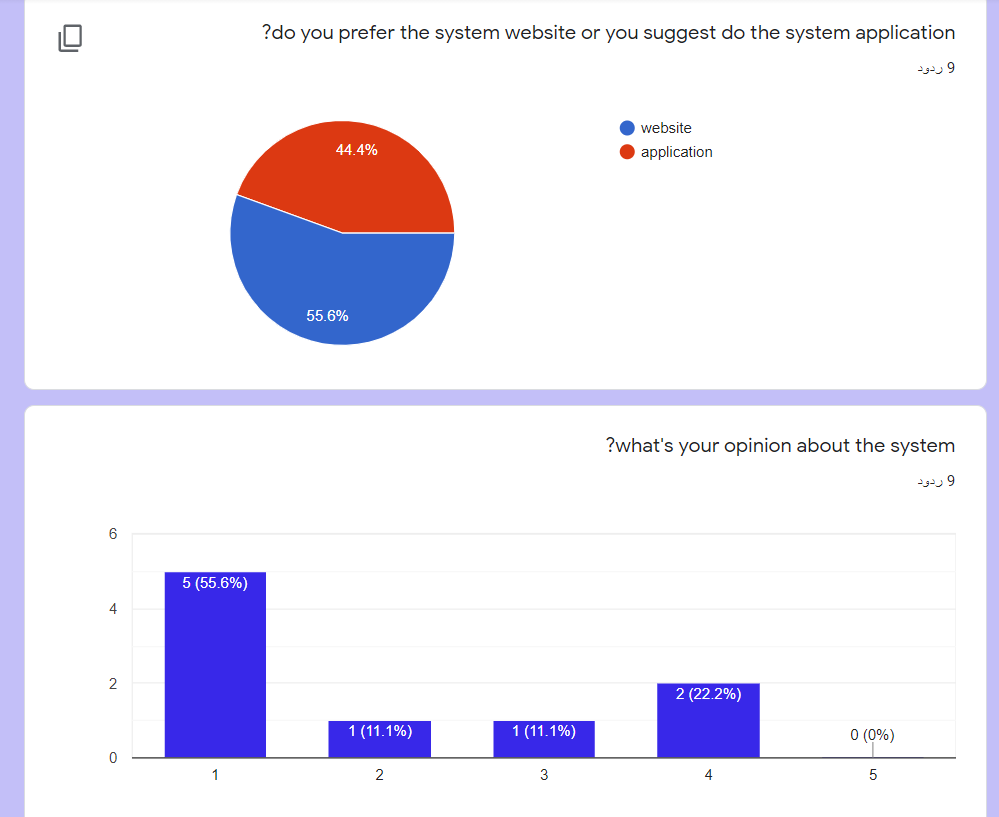 ?do you prefer the system website or you suggest do the system application
9 ردود
website
application
44.4%
55.6%
?what's your opinion about the system
9 ردود
6
4
2
0
5 (55.6%)
1 (11.1%)
1 (11.1%)
2 (22.2%)
0 (0%)
1
2
3
4
5